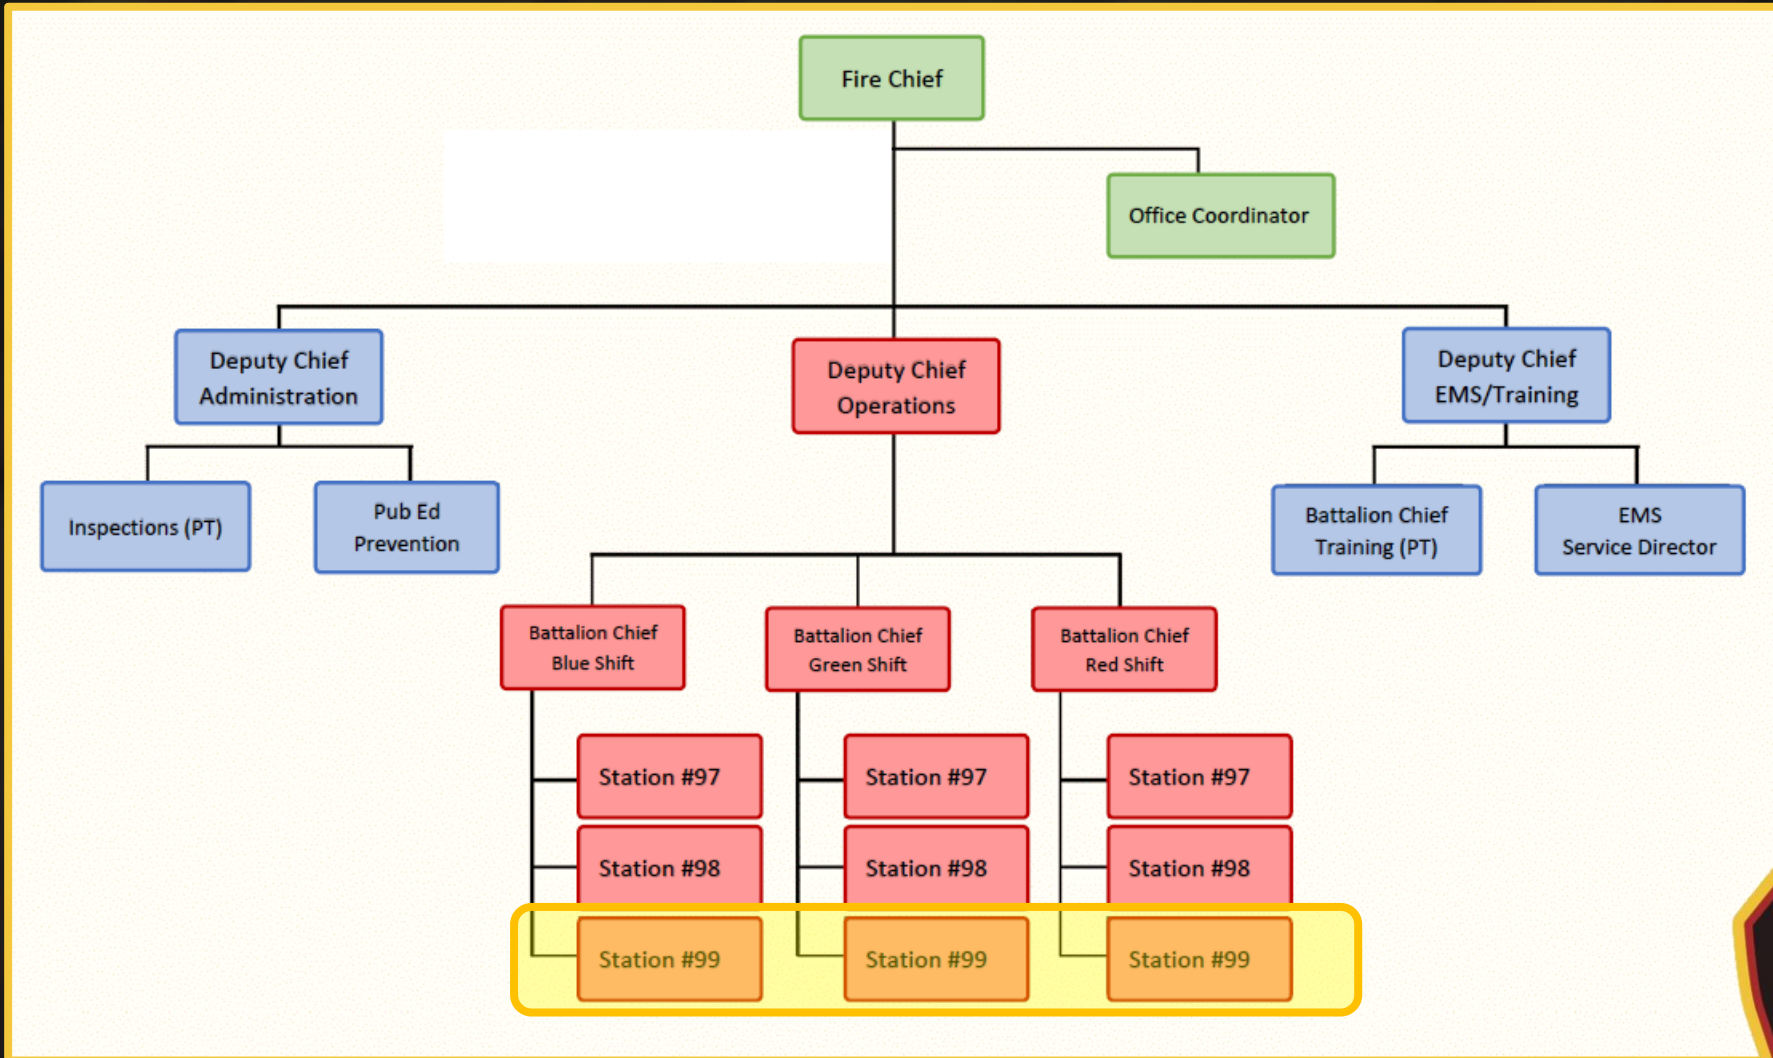 Fire Chief
Office Coordinator
Deputy Chief
Administration
Deputy Chief
Operations
Deputy Chief
EMS/Training
Inspections (PT)
Pub Ed
Prevention
Battalion Chief
Training (PT)
EMS
Service Director
Battalion Chief
Blue Shift
Battalion Chief
Green Shift
Battalion Chief
Red Shift
Station #97
Station #97
Station #97
Station #98
Station #98
Station #98
Station #99
Station #99
Station #99